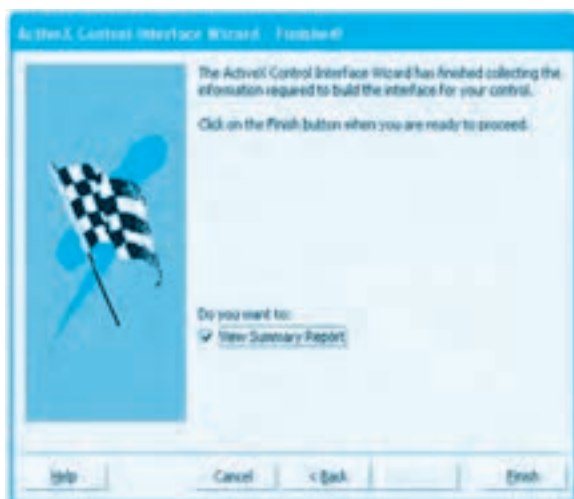 ActiveX Control Interface Wizard - Finished!
The ActiveX Control Interface Wizard has finished collecting the
information required to build the interface for your control.
Click on the Finish button when you are ready to proceed.
Do you want to:
View Summary Report
Help Cancel < Back Finish